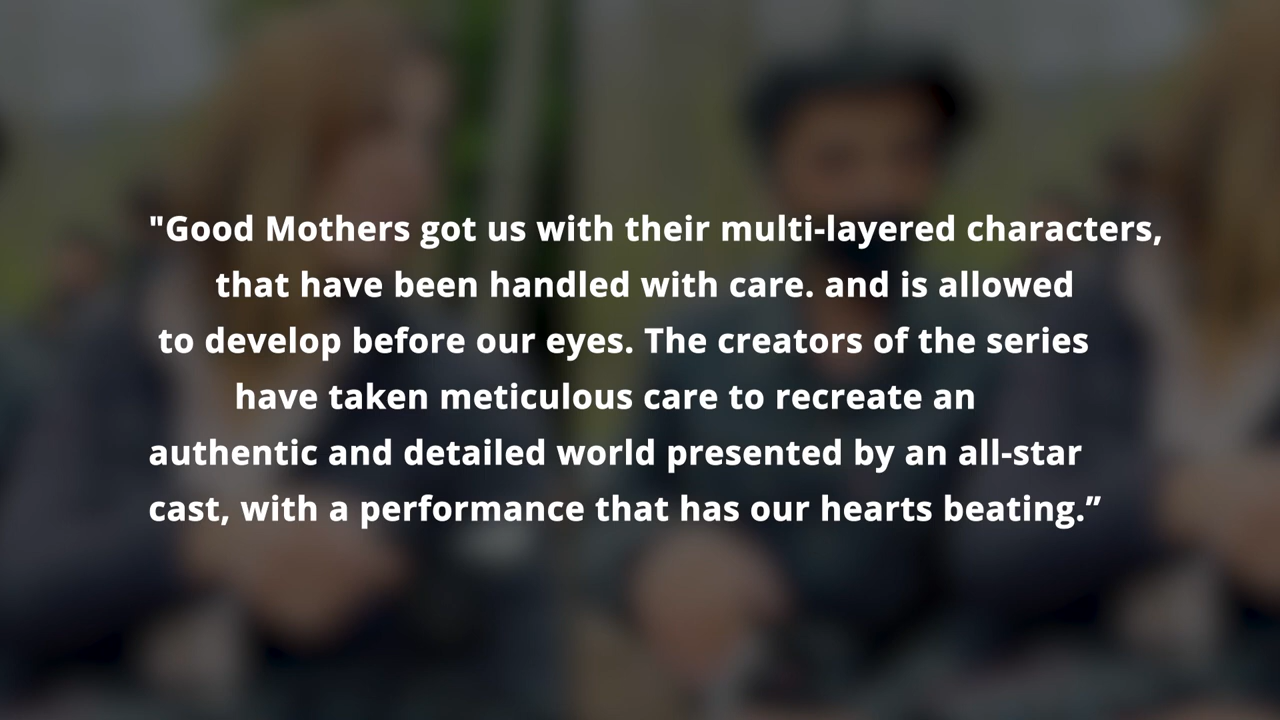 "Good Mothers got us with their multi-layered characters,
that have been handled with care. and is allowed
to develop before our eyes. The creators of the series
have taken meticulous care to recreate an
authentic and detailed world presented by an all-star
cast, with a performance that has our hearts beating.”